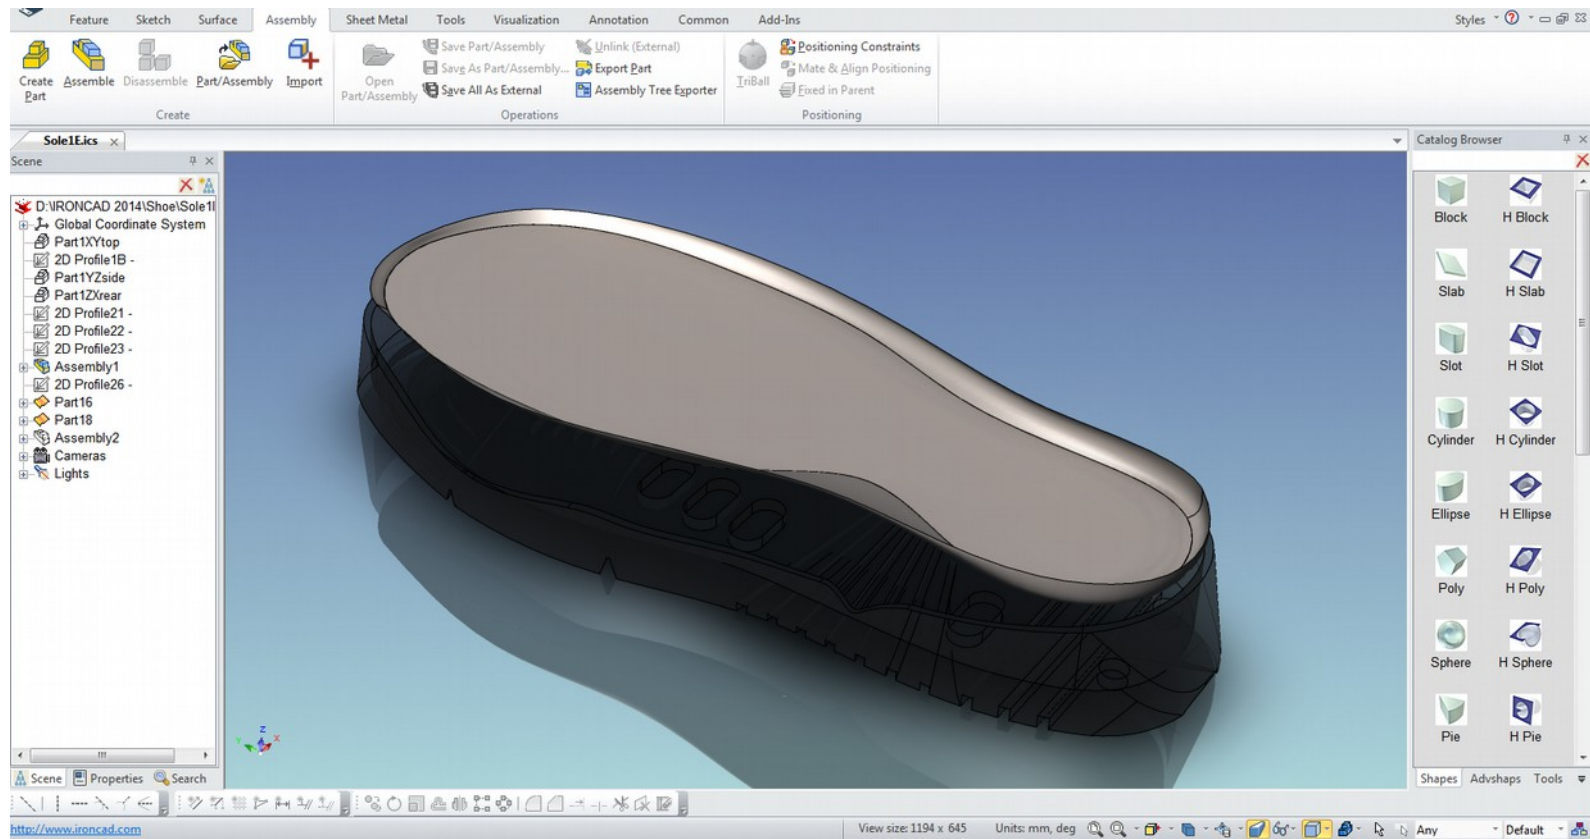 Feature Sketch Surface Assembly Sheet Metal Tools Visualization Annotation Common Add-Ins Styles
Create Part
Assemble
Disassemble
Part/Assembly
Import
Create
Open Part/Assembly
Save Part/Assembly
Save As Part/Assembly...
Save All As External
Unlink (External)
Export Part
Assembly Tree Exporter
Operations
TriBall
Positioning Constraints
Mate & Align Positioning
Fixed in Parent
Positioning
Sole1E.ics
Scene
D:\IRONCAD 2014\Shoe\Sole1
Global Coordinate System
Part1XYtop
2D Profile1B -
Part1YZside
Part1ZXrear
2D Profile21 -
2D Profile22 -
2D Profile23 -
Assembly1
2D Profile26 -
Part16
Part18
Assembly2
Cameras
Lights
Scene Properties Search
Z
Y X
Catalog Browser
Block H Block
Slab H Slab
Slot H Slot
Cylinder H Cylinder
Ellipse H Ellipse
Poly H Poly
Sphere H Sphere
Pie H Pie
Shapes Advshaps Tools
http://www.ironcad.com
View size: 1194 x 645 Units: mm, deg Any Default